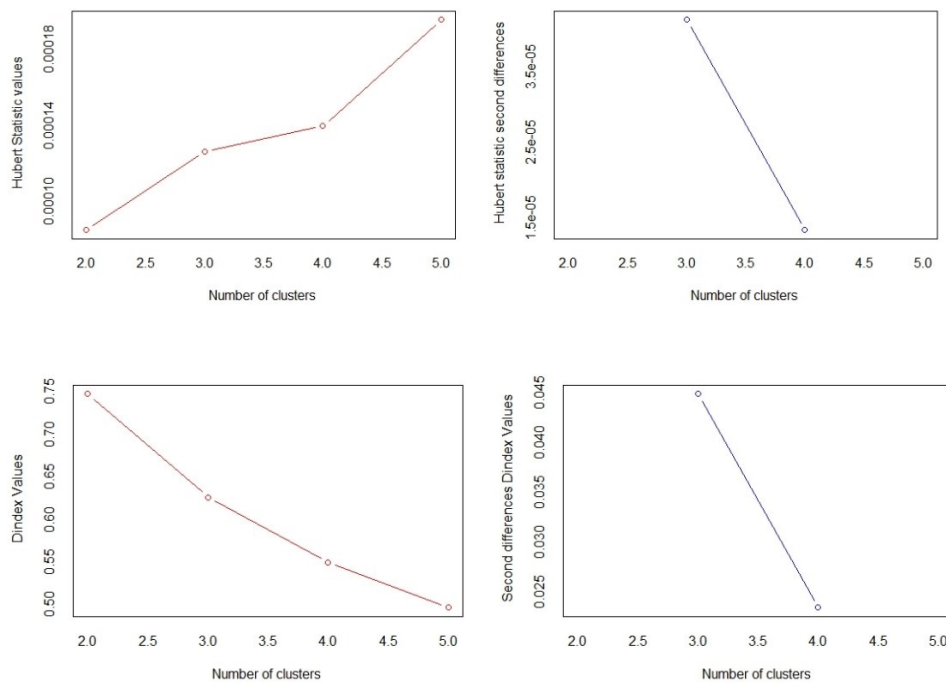 Hubert Statistic values
0.00018
0.00014
0.00010
2.0 2.5 3.0 3.5 4.0 4.5 5.0
Number of clusters
Hubert statistic second differences
3.5e-05
2.5e-05
1.5e-05
2.0 2.5 3.0 3.5 4.0 4.5 5.0
Number of clusters
Dindex Values
0.75
0.70
0.65
0.60
0.55
0.50
2.0 2.5 3.0 3.5 4.0 4.5 5.0
Number of clusters
Second differences Dindex Values
0.045
0.040
0.035
0.030
0.025
2.0 2.5 3.0 3.5 4.0 4.5 5.0
Number of clusters